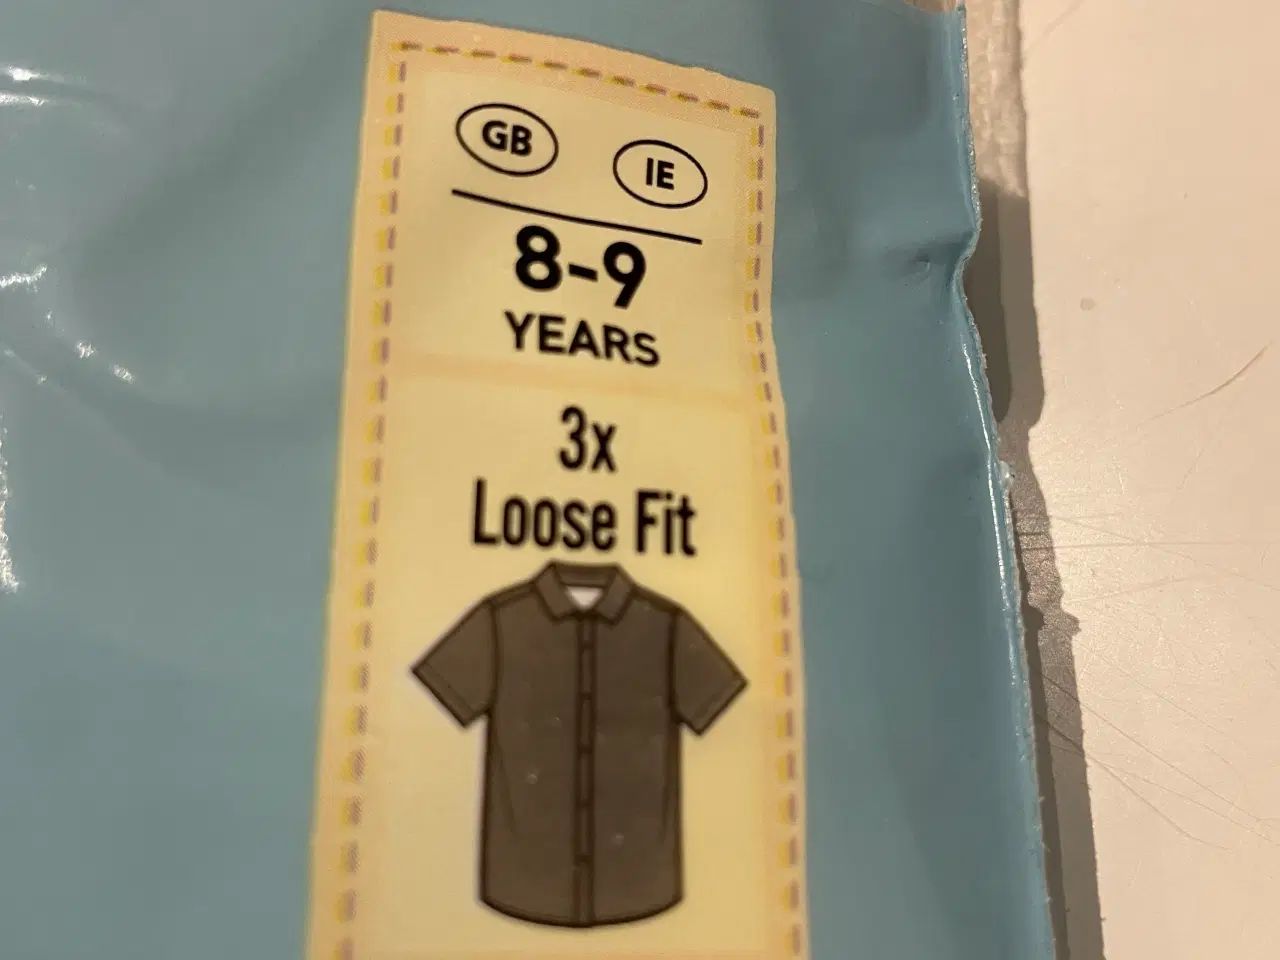 GB IE
8-9
YEARS
3x
Loose Fit